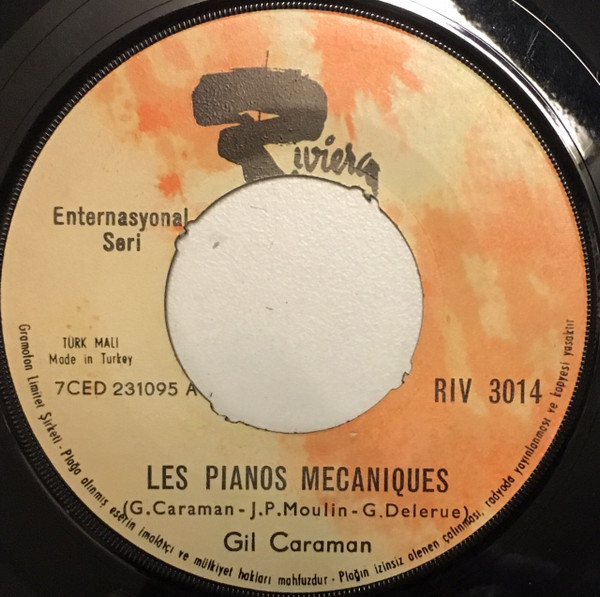 Riviera
Enternasyonal
Seri
TÜRK MALI
Made in Turkey
7CED 231095 A
RIV 3014
LES PIANOS MECANIQUES
(G.Caraman-J.P.Moulin-G.Delerue)
Gil Caraman
Gramofon Limitet Şirketi - Plağa alınmış eserin imalatçı ve mülkiyet hakları mahfuzdur - Plağın izinsiz alenen çalınması, radyoda yayınlanması ve kopyesi yasaktır